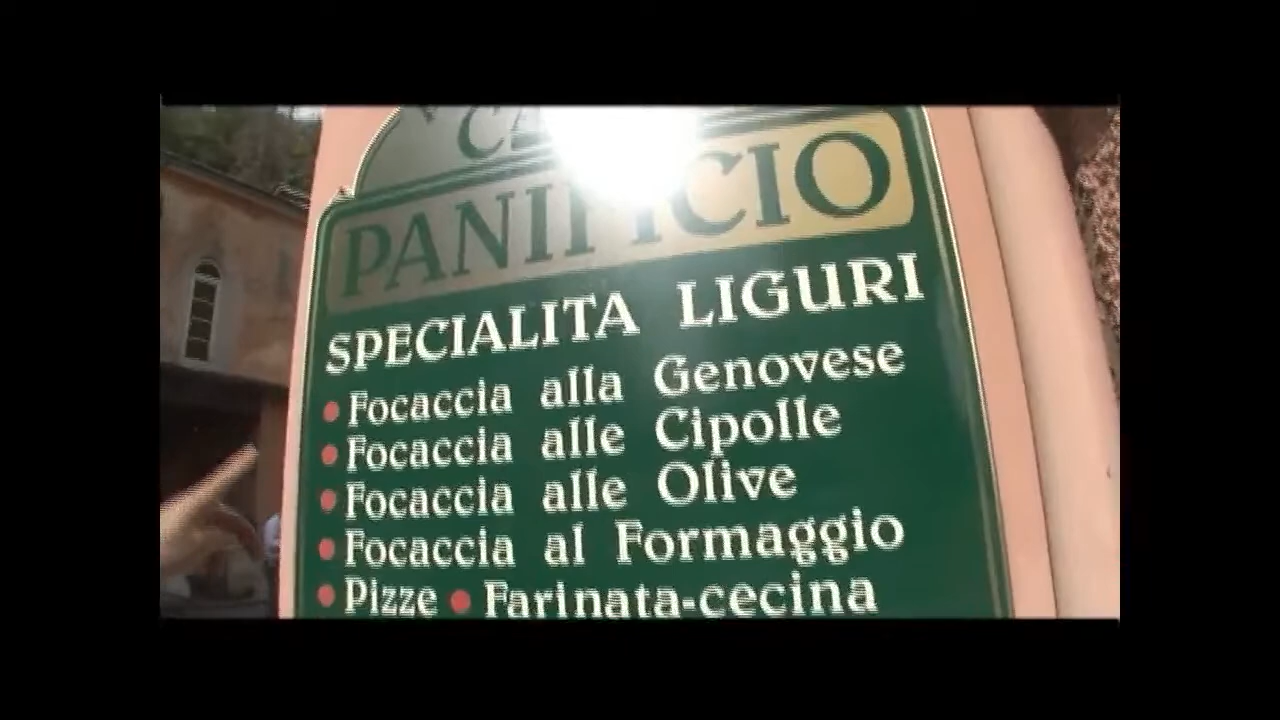 PANIFICIO
SPECIALITA LIGURI
• Focaccia alla Genovese
• Focaccia alle Cipolle
• Focaccia alle Olive
• Focaccia al Formaggio
• Pizze • Farinata-cecina